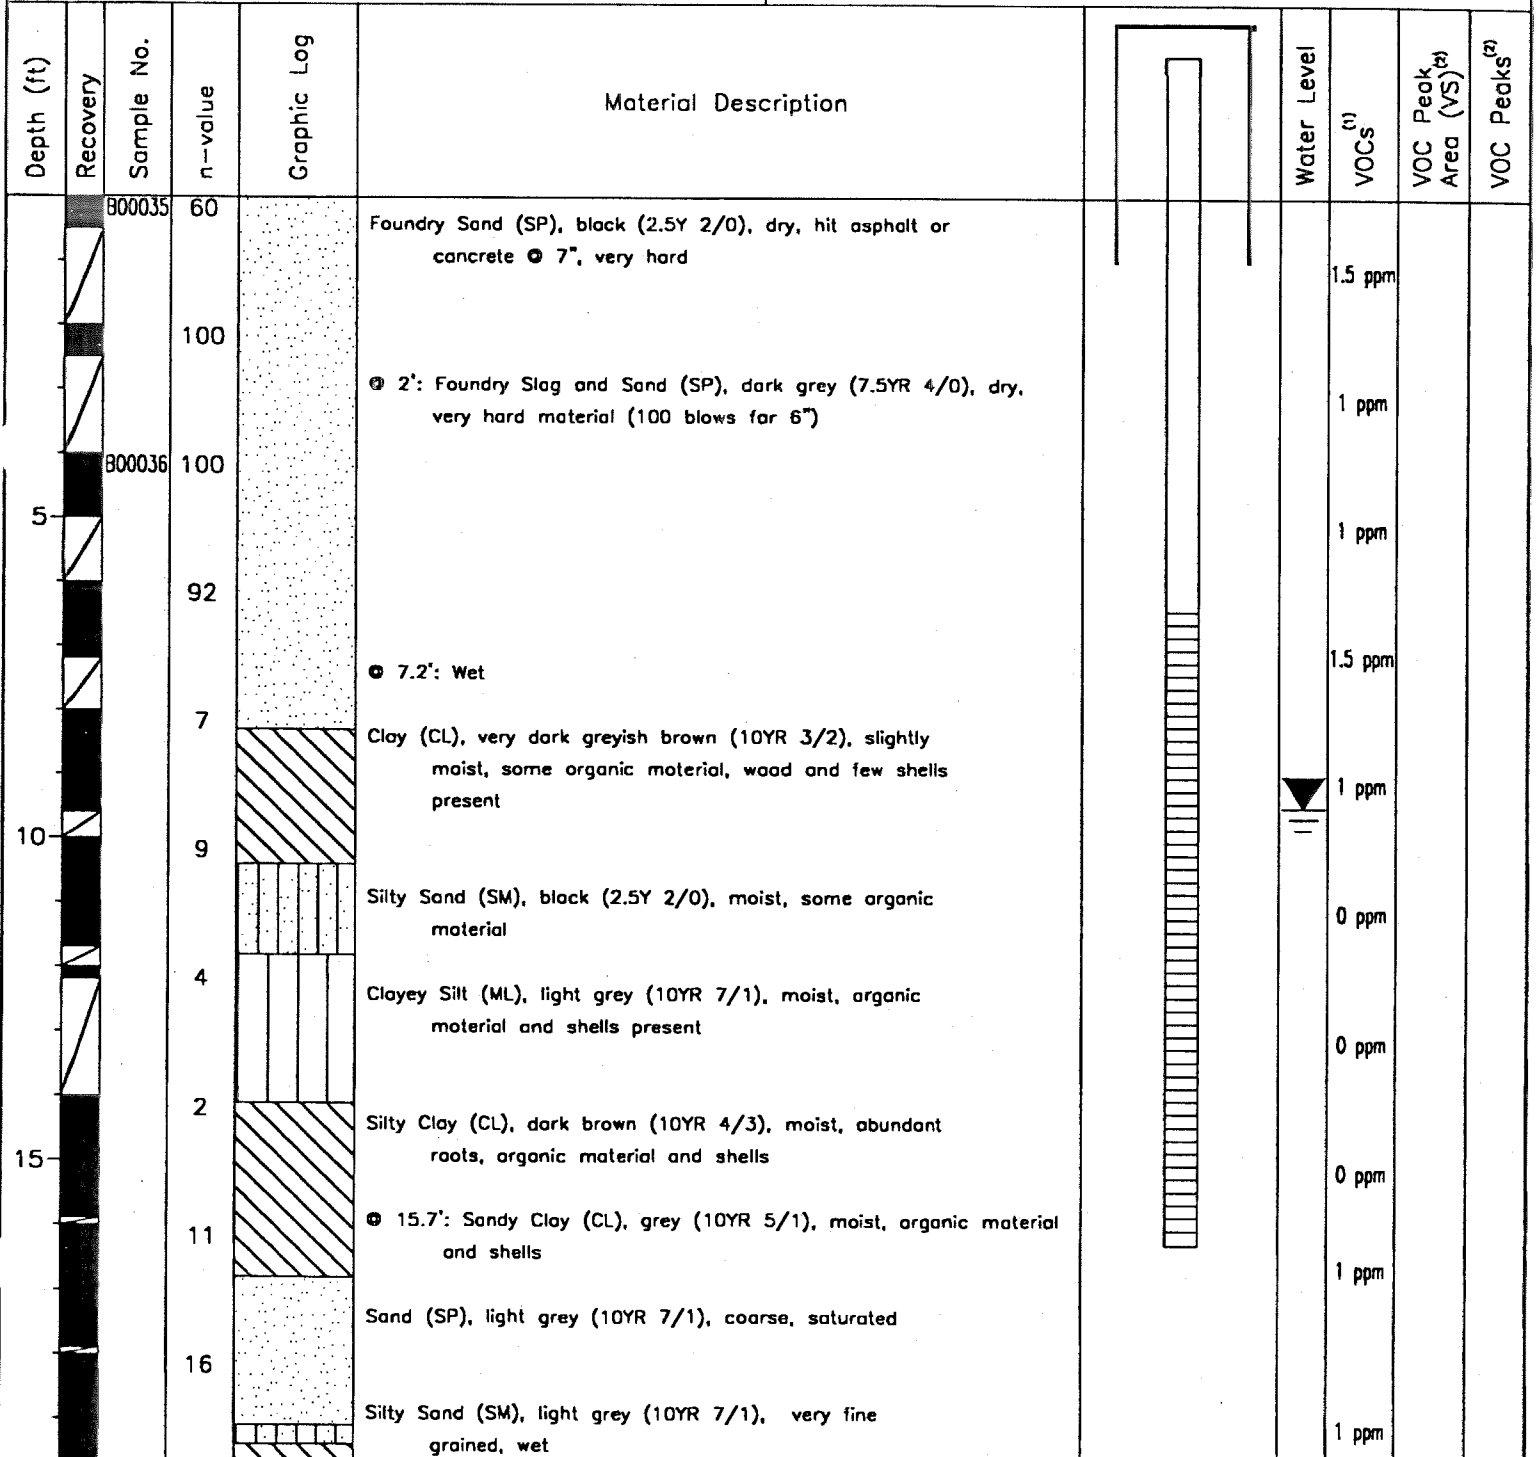 Depth (ft)
Recovery
Sample No.
n-value
Graphic Log
Material Description
Water Level
VOCs (1)
VOC Peak Area (VS) (2)
VOC Peaks (2)
B00035 60
Foundry Sand (SP), black (2.5Y 2/0), dry, hit asphalt or
concrete @ 7", very hard
1.5 ppm
100
@ 2': Foundry Slag and Sand (SP), dark grey (7.5YR 4/0), dry,
very hard material (100 blows for 6")
1 ppm
B00036 100
5
1 ppm
92
1.5 ppm
@ 7.2': Wet
7
Clay (CL), very dark greyish brown (10YR 3/2), slightly
moist, some organic material, wood and few shells
present
1 ppm
10
9
Silty Sand (SM), black (2.5Y 2/0), moist, some organic
material
0 ppm
4
Clayey Silt (ML), light grey (10YR 7/1), moist, organic
material and shells present
0 ppm
2
Silty Clay (CL), dark brown (10YR 4/3), moist, abundant
roots, organic material and shells
15
0 ppm
@ 15.7': Sandy Clay (CL), grey (10YR 5/1), moist, organic material
and shells
11
1 ppm
Sand (SP), light grey (10YR 7/1), coarse, saturated
16
Silty Sand (SM), light grey (10YR 7/1), very fine
grained, wet
1 ppm